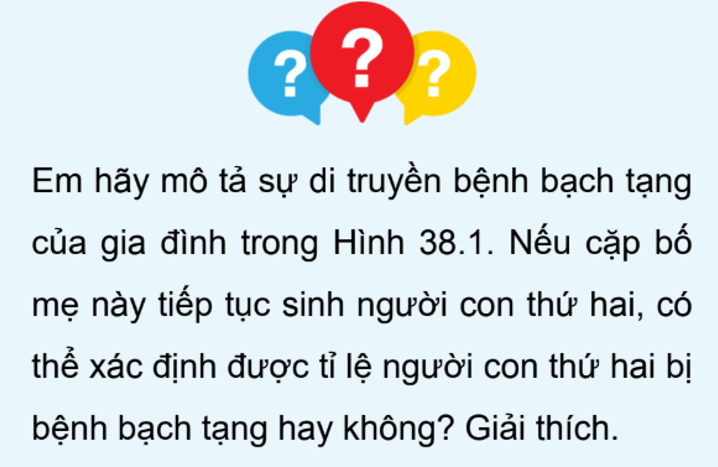 ? ? ?
Em hãy mô tả sự di truyền bệnh bạch tạng
của gia đình trong Hình 38.1. Nếu cặp bố
mẹ này tiếp tục sinh người con thứ hai, có
thể xác định được tỉ lệ người con thứ hai bị
bệnh bạch tạng hay không? Giải thích.